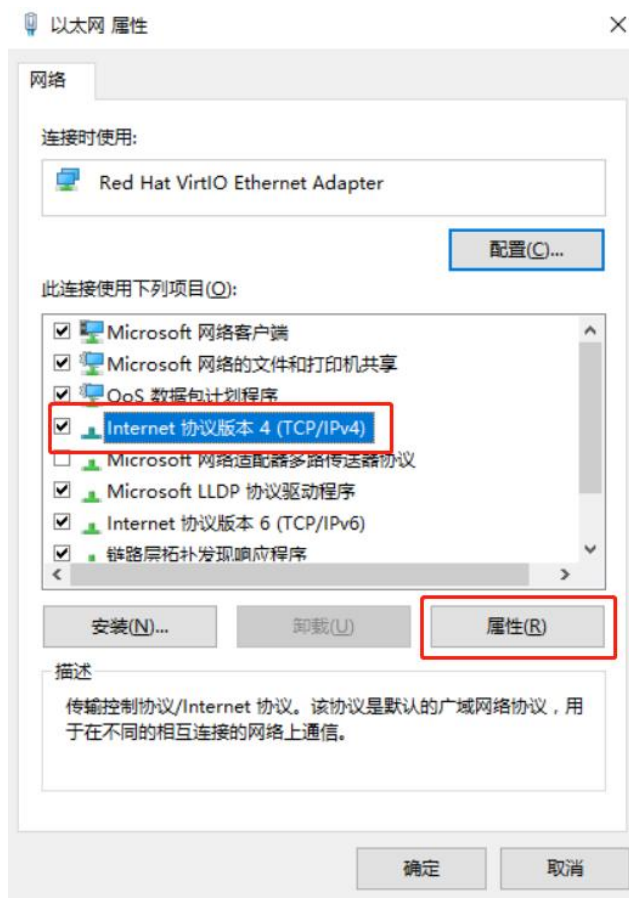 以太网 属性
网络
连接时使用:
Red Hat VirtIO Ethernet Adapter
配置(C)...
此连接使用下列项目(O):
Microsoft 网络客户端
Microsoft 网络的文件和打印机共享
QoS 数据包计划程序
Internet 协议版本 4 (TCP/IPv4)
Microsoft 网络适配器多路传送器协议
Microsoft LLDP 协议驱动程序
Internet 协议版本 6 (TCP/IPv6)
链路层拓扑发现响应程序
安装(N)...
卸载(U)
属性(R)
描述
传输控制协议/Internet 协议。该协议是默认的广域网络协议，用
于在不同的相互连接的网络上通信。
确定
取消